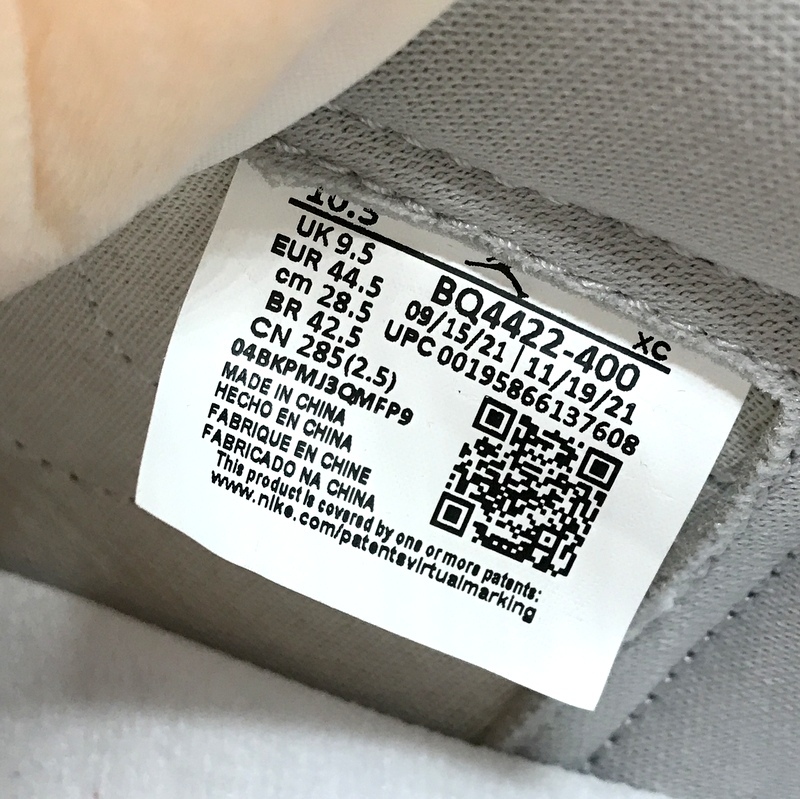 10.5
UK 9.5
EUR 44.5
cm 28.5
BR 42.5
CN 285(2.5)
04BKPMJ3QMFP9
MADE IN CHINA
HECHO EN CHINA
FABRIQUE EN CHINE
FABRICADO NA CHINA
This product is covered by one or more patents:
www.nike.com/patentsvirtualmarking
XC
BQ4422-400
09/15/21 | 11/19/21
UPC 00195866137608